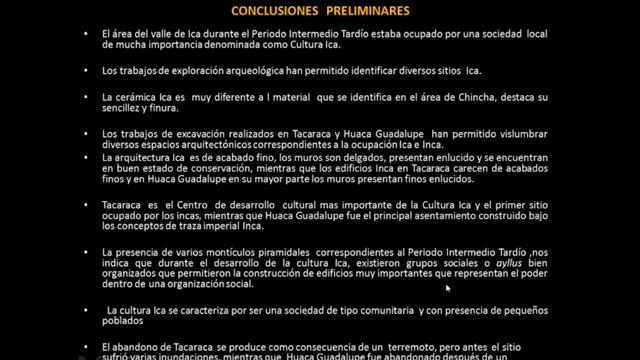 CONCLUSIONES PRELIMINARES
• El área del valle de Ica durante el Periodo Intermedio Tardío estaba ocupado por una sociedad local
de mucha importancia denominada como Cultura Ica.
• Los trabajos de exploración arqueológica han permitido identificar diversos sitios Ica.
• La cerámica Ica es muy diferente a l material que se identifica en el área de Chincha, destaca su
sencillez y finura.
• Los trabajos de excavación realizados en Tacaraca y Huaca Guadalupe han permitido vislumbrar
diversos espacios arquitectónicos correspondientes a la ocupación Ica e Inca.
• La arquitectura Ica es de acabado fino, los muros son delgados, presentan enlucido y se encuentran
en buen estado de conservación, mientras que los edificios Inca en Tacaraca carecen de acabados
finos y en Huaca Guadalupe en su mayor parte los muros presentan finos enlucidos.
• Tacaraca es el Centro de desarrollo cultural mas importante de la Cultura Ica y el primer sitio
ocupado por los incas, mientras que Huaca Guadalupe fue el principal asentamiento construido bajo
los conceptos de traza imperial Inca.
• La presencia de varios montículos piramidales correspondientes al Periodo Intermedio Tardío ,nos
indica que durante el desarrollo de la cultura Ica, existieron grupos sociales o ayllus bien
organizados que permitieron la construcción de edificios muy importantes que representan el poder
dentro de una organización social.
• La cultura Ica se caracteriza por ser una sociedad de tipo comunitaria y con presencia de pequeños
poblados
• El abandono de Tacaraca se produce como consecuencia de un terremoto, pero antes el sitio
sufrió varias inundaciones, mientras que Huaca Guadalupe fue abandonado después de un